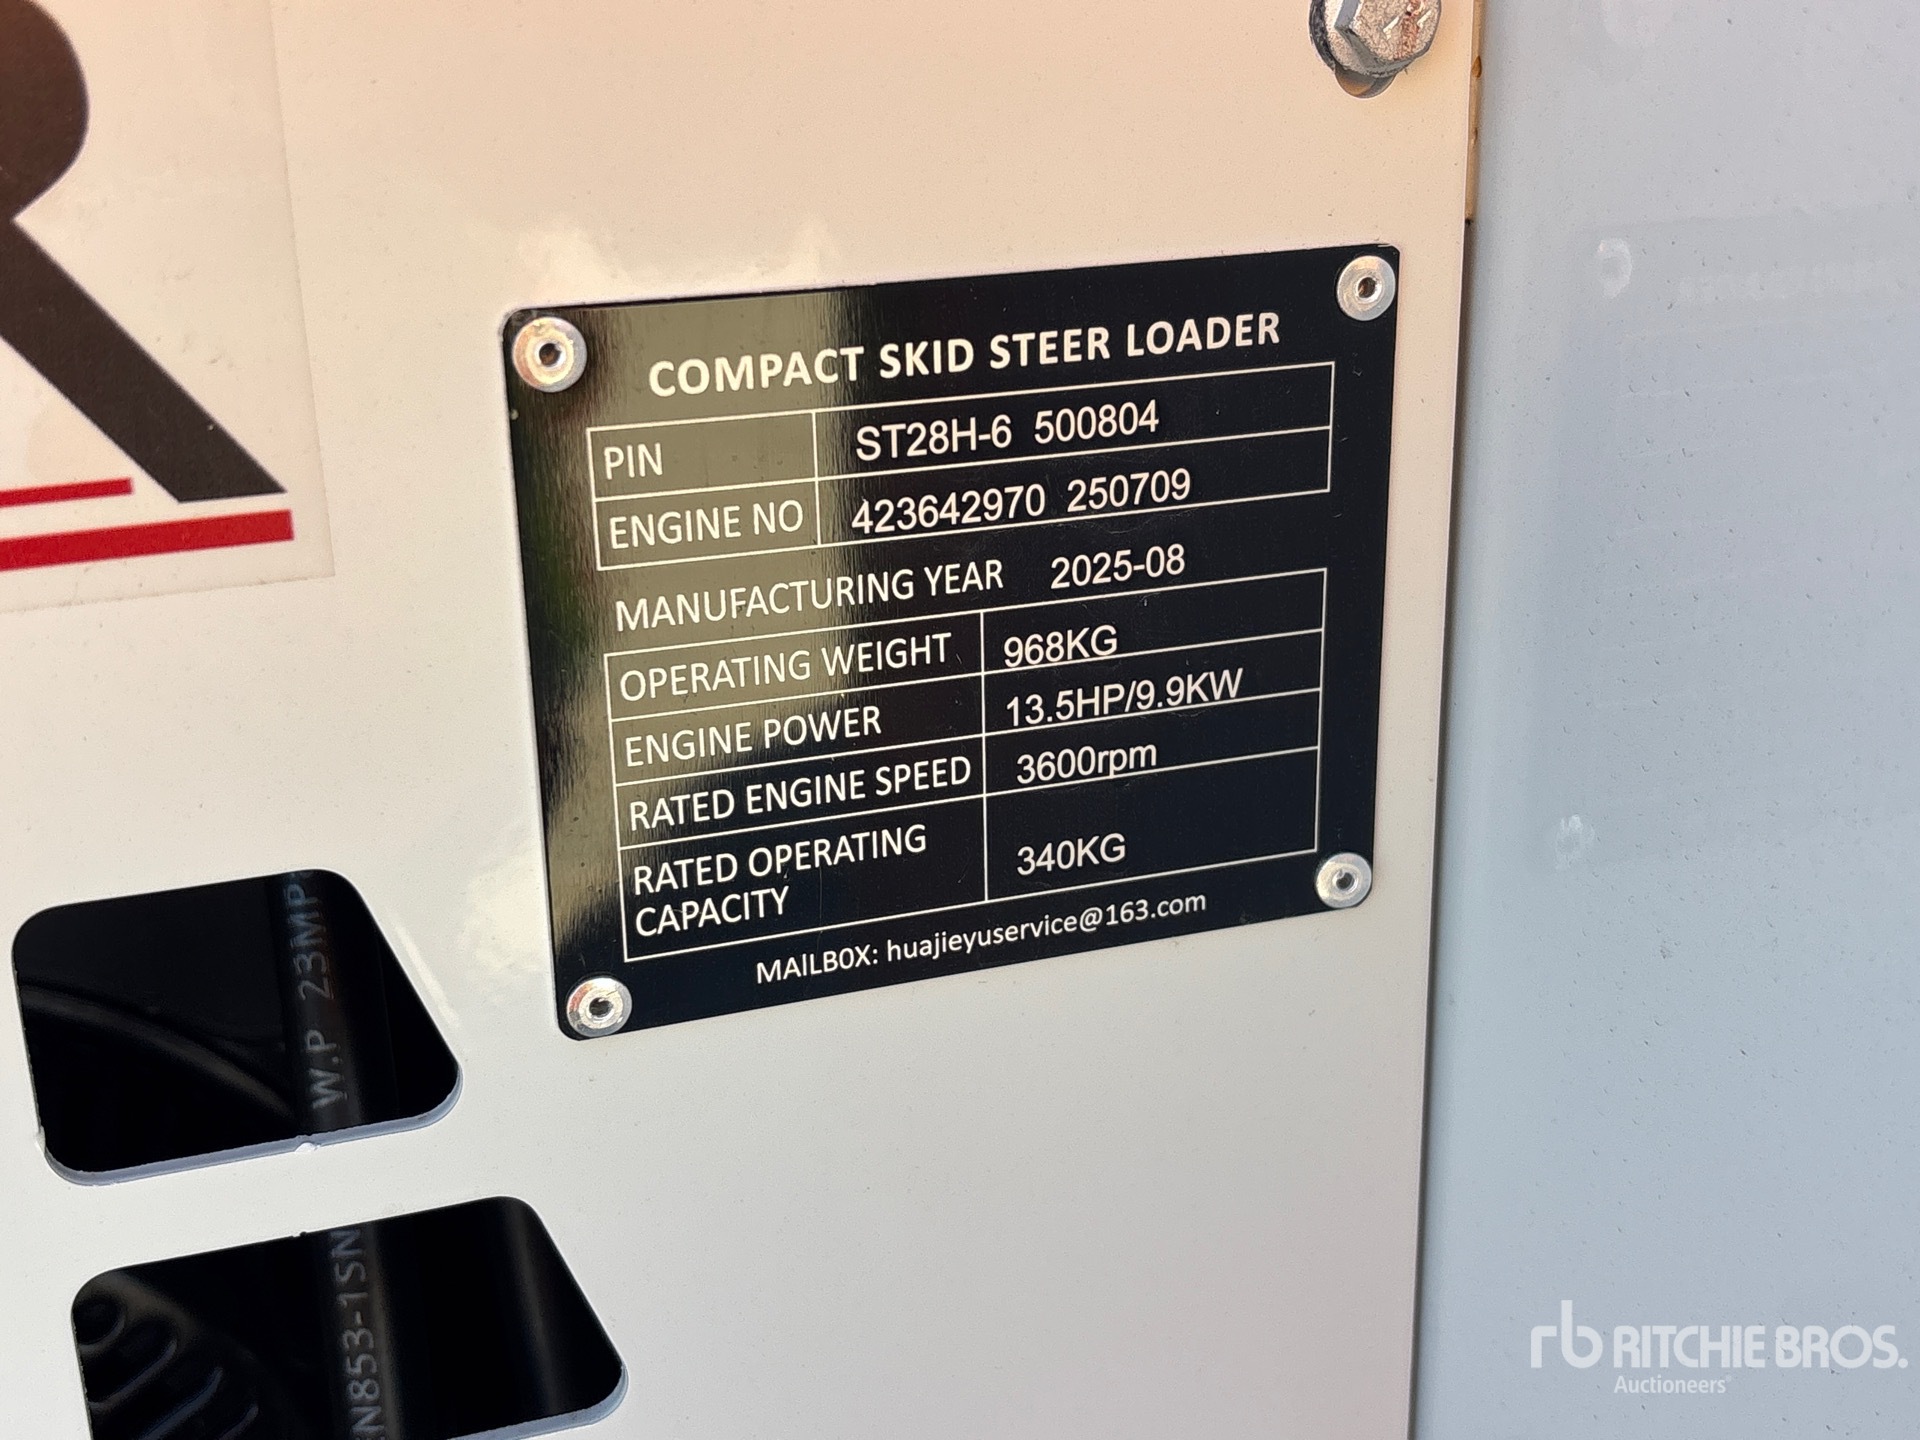 R
COMPACT SKID STEER LOADER
PIN ST28H-6 500804
ENGINE NO 423642970 250709
MANUFACTURING YEAR 2025-08
OPERATING WEIGHT 968KG
ENGINE POWER 13.5HP/9.9KW
RATED ENGINE SPEED 3600rpm
RATED OPERATING CAPACITY 340KG
MAILBOX: huajieyuservice@163.com
W.P 23MP
EN853-1SN
rb RITCHIE BROS.
Auctioneers